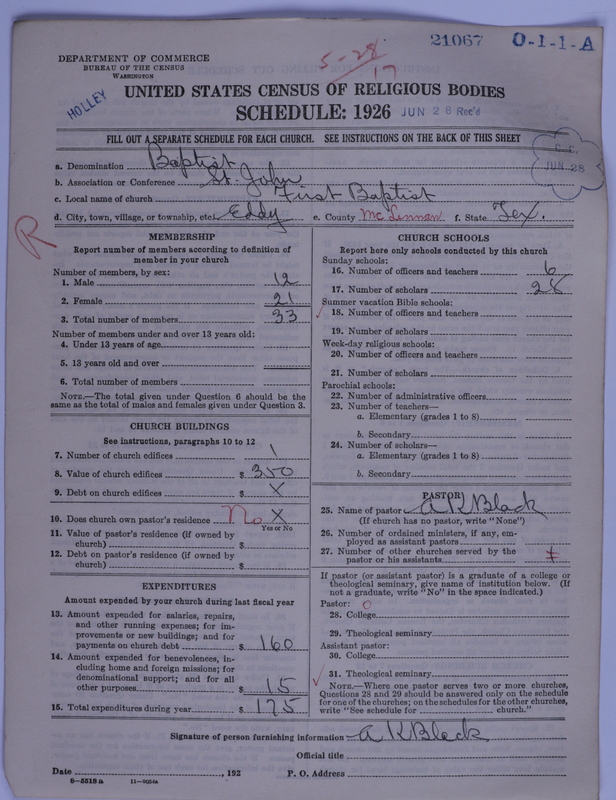 21067 O-1-1-A
5-28
17
DEPARTMENT OF COMMERCE
BUREAU OF THE CENSUS
WASHINGTON
HOLLEY
UNITED STATES CENSUS OF RELIGIOUS BODIES
SCHEDULE: 1926 JUN 28 Rec'd
FILL OUT A SEPARATE SCHEDULE FOR EACH CHURCH. SEE INSTRUCTIONS ON THE BACK OF THIS SHEET
C. C.
JUN 28
a. Denomination Baptist
b. Association or Conference St. John
c. Local name of church First Baptist
d. City, town, village, or township, etc. Eddy e. County McLennan f. State Tex.
R
MEMBERSHIP
Report number of members according to definition of
member in your church
Number of members, by sex:
1. Male 12
2. Female 21
3. Total number of members 33
Number of members under and over 13 years old:
4. Under 13 years of age
5. 13 years old and over
6. Total number of members
NOTE.—The total given under Question 6 should be the
same as the total of males and females given under Question 3.
CHURCH BUILDINGS
See instructions, paragraphs 10 to 12
7. Number of church edifices 1
8. Value of church edifices $ 350
9. Debt on church edifices $ X
10. Does church own pastor's residence No X
Yes or No
11. Value of pastor's residence (if owned by
church) $
12. Debt on pastor's residence (if owned by
church) $
EXPENDITURES
Amount expended by your church during last fiscal year
13. Amount expended for salaries, repairs,
and other running expenses; for im-
provements or new buildings; and for
payments on church debt $ 160
14. Amount expended for benevolences, in-
cluding home and foreign missions; for
denominational support; and for all
other purposes $ 15
15. Total expenditures during year $ 175
CHURCH SCHOOLS
Report here only schools conducted by this church
Sunday schools:
16. Number of officers and teachers 6
17. Number of scholars 28
Summer vacation Bible schools:
18. Number of officers and teachers
19. Number of scholars
Week-day religious schools:
20. Number of officers and teachers
21. Number of scholars
Parochial schools:
22. Number of administrative officers
23. Number of teachers—
a. Elementary (grades 1 to 8)
b. Secondary
24. Number of scholars—
a. Elementary (grades 1 to 8)
b. Secondary
PASTOR
25. Name of pastor A K Black
(If church has no pastor, write "None")
26. Number of ordained ministers, if any, em-
ployed as assistant pastors
27. Number of other churches served by the
pastor or his assistants
If pastor (or assistant pastor) is a graduate of a college or
theological seminary, give name of institution below. (If
not a graduate, write "No" in the space indicated.)
Pastor: 0
28. College
29. Theological seminary
Assistant pastor:
30. College
31. Theological seminary
NOTE.—Where one pastor serves two or more churches,
Questions 28 and 29 should be answered only on the schedule
for one of the churches; on the schedules for the other churches,
write "See schedule for church."
Signature of person furnishing information A K Black
Official title
Date , 192 P. O. Address
8-5518 a 11-9054a